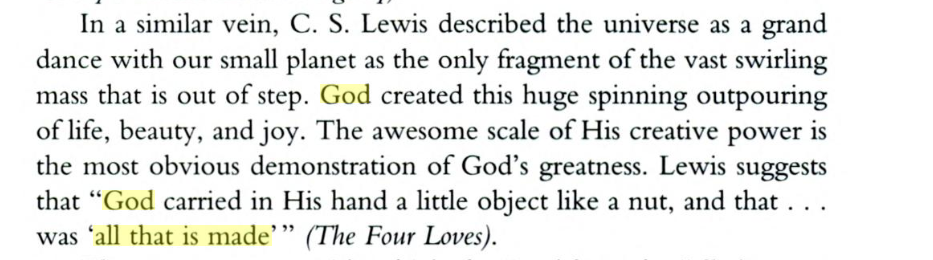 In a similar vein, C. S. Lewis described the universe as a grand
dance with our small planet as the only fragment of the vast swirling
mass that is out of step. God created this huge spinning outpouring
of life, beauty, and joy. The awesome scale of His creative power is
the most obvious demonstration of God’s greatness. Lewis suggests
that “God carried in His hand a little object like a nut, and that . . .
was ‘all that is made’” (The Four Loves).